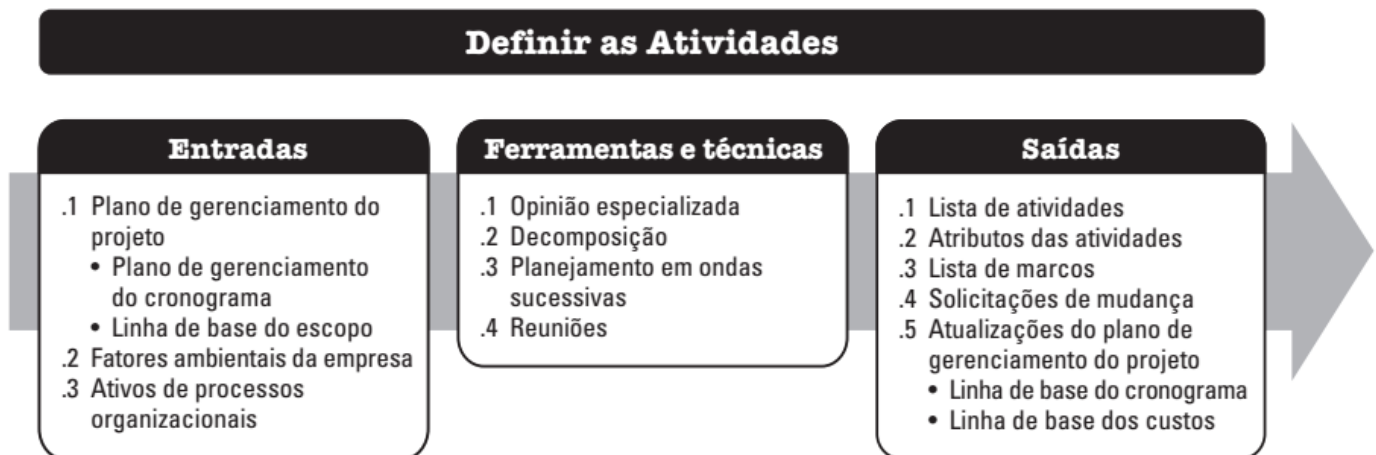 Definir as Atividades
Entradas
.1 Plano de gerenciamento do
projeto
• Plano de gerenciamento
do cronograma
• Linha de base do escopo
.2 Fatores ambientais da empresa
.3 Ativos de processos
organizacionais
Ferramentas e técnicas
.1 Opinião especializada
.2 Decomposição
.3 Planejamento em ondas
sucessivas
.4 Reuniões
Saídas
.1 Lista de atividades
.2 Atributos das atividades
.3 Lista de marcos
.4 Solicitações de mudança
.5 Atualizações do plano de
gerenciamento do projeto
• Linha de base do cronograma
• Linha de base dos custos